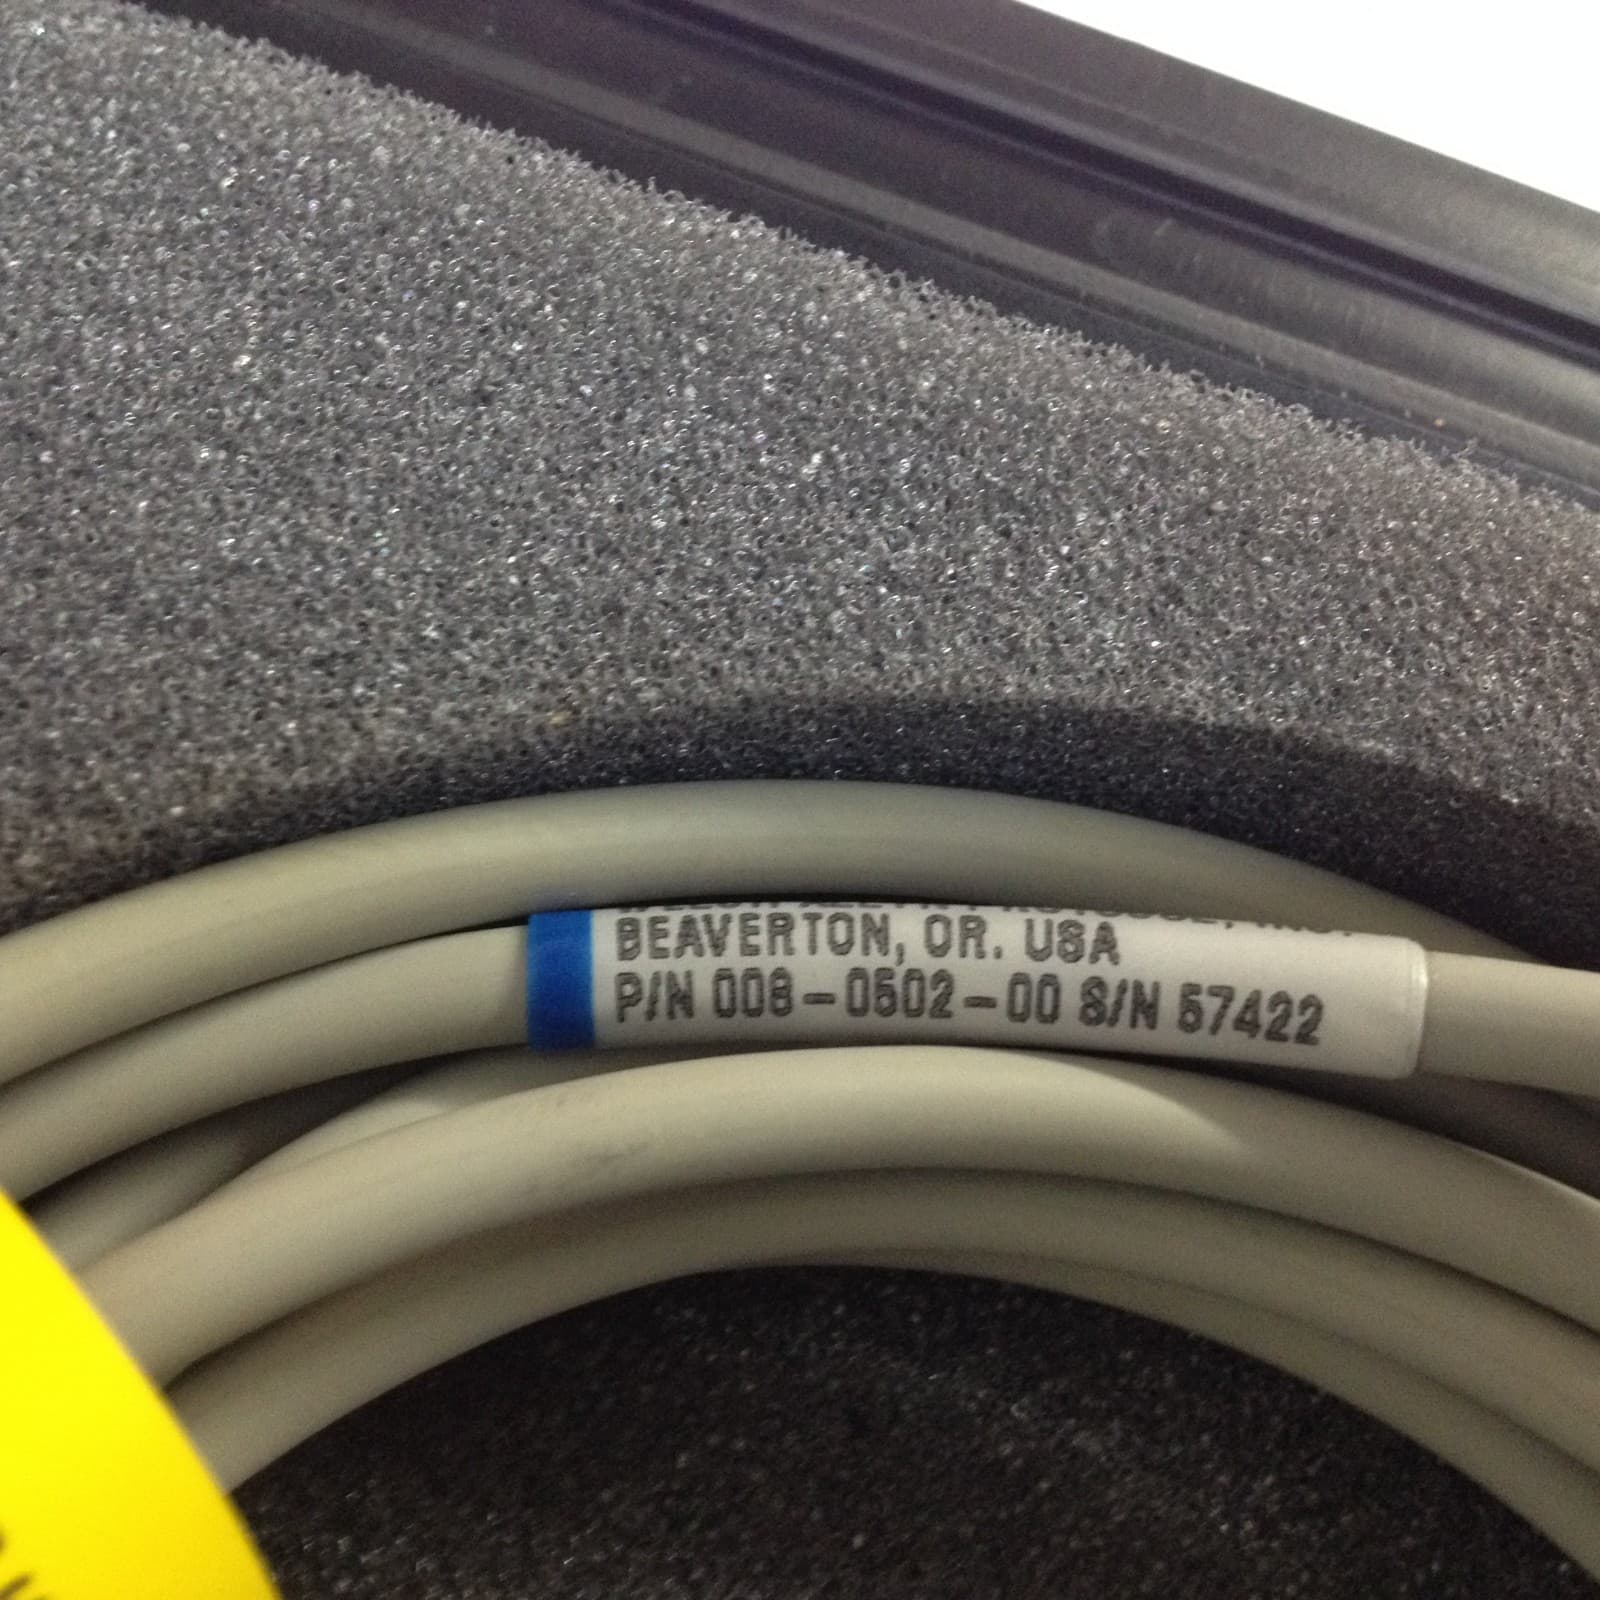 BEAVERTON, OR. USA
P/N 008-0502-00 S/N 57422